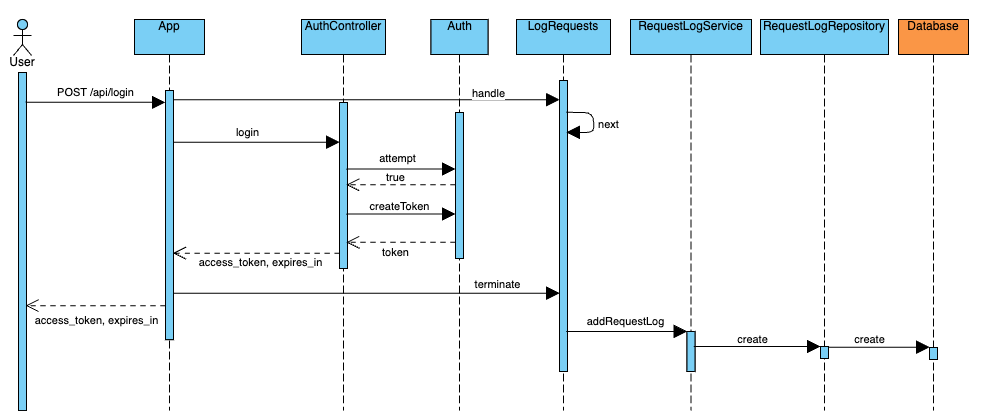 App
AuthController
Auth
LogRequests
RequestLogService
RequestLogRepository
Database
User
POST /api/login
handle
next
login
attempt
true
createToken
token
access_token, expires_in
terminate
access_token, expires_in
addRequestLog
create
create